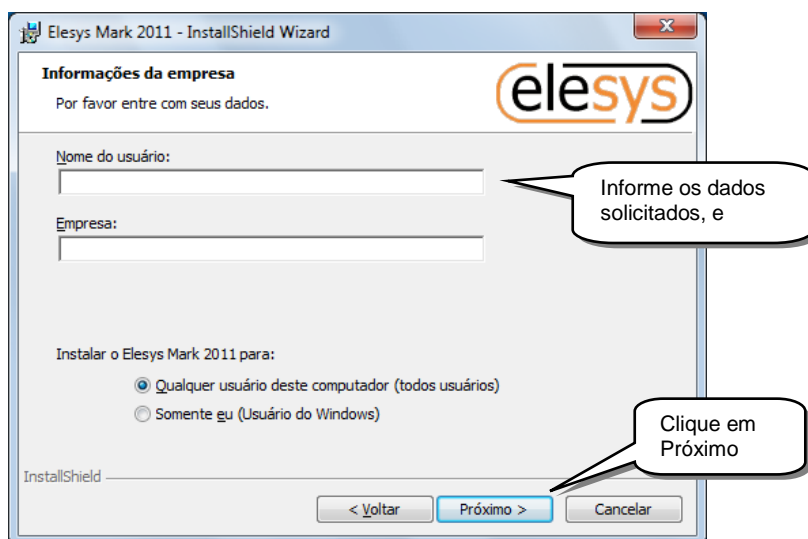 Elesys Mark 2011 - InstallShield Wizard
Informações da empresa
Por favor entre com seus dados.
elesys
Nome do usuário:
Informe os dados
solicitados, e
Empresa:
Instalar o Elesys Mark 2011 para:
Qualquer usuário deste computador (todos usuários)
Somente eu (Usuário do Windows)
Clique em
Próximo
InstallShield
< Voltar
Próximo >
Cancelar